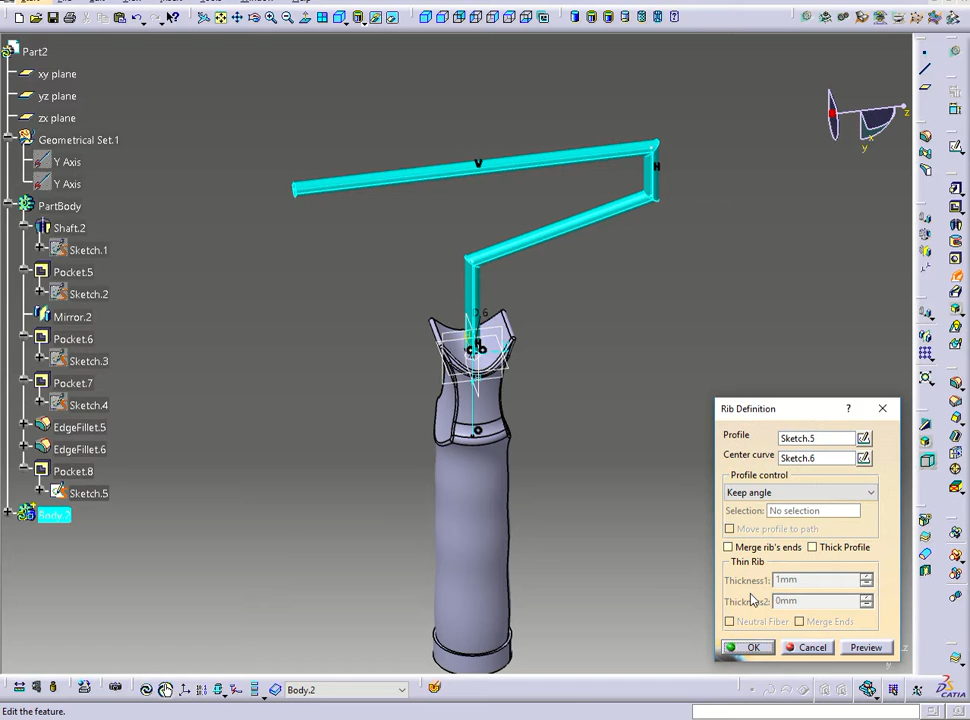 Part2
xy plane
yz plane
zx plane
Geometrical Set.1
Y Axis
Y Axis
PartBody
Shaft.2
Sketch.1
Pocket.5
Sketch.2
Mirror.2
Pocket.6
Sketch.3
Pocket.7
Sketch.4
EdgeFillet.5
EdgeFillet.6
Pocket.8
Sketch.5
Body.2
V
H
z
x
y
Rib Definition
?
Profile
Sketch.5
Center curve
Sketch.6
Profile control
Keep angle
Selection: No selection
Move profile to path
Merge rib's ends
Thick Profile
Thin Rib
Thickness1: 1mm
Thickness2: 0mm
Neutral Fiber
Merge Ends
OK
Cancel
Preview
Body.2
CATIA
Edit the feature.